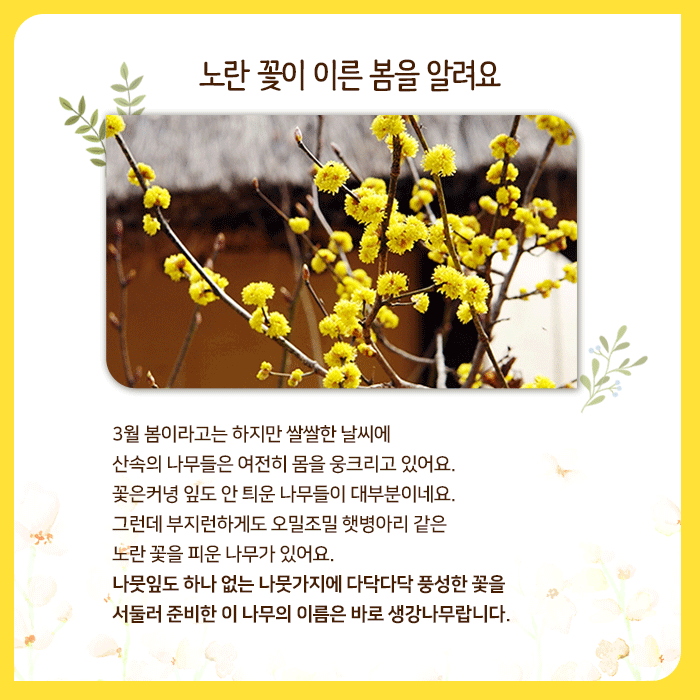 노란 꽃이 이른 봄을 알려요
3월 봄이라고는 하지만 쌀쌀한 날씨에
산속의 나무들은 여전히 몸을 웅크리고 있어요.
꽃은커녕 잎도 안 틔운 나무들이 대부분이네요.
그런데 부지런하게도 오밀조밀 햇병아리 같은
노란 꽃을 피운 나무가 있어요.
나뭇잎도 하나 없는 나뭇가지에 다닥다닥 풍성한 꽃을
서둘러 준비한 이 나무의 이름은 바로 생강나무랍니다.